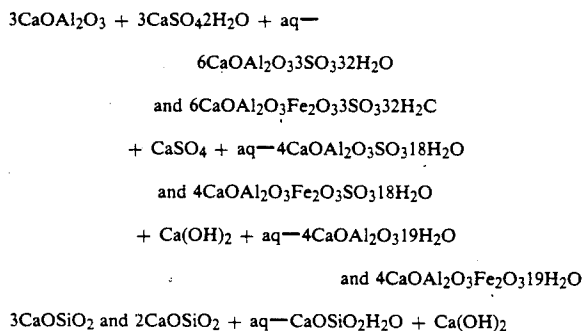 3CaOAl₂O₃ + 3CaSO₄2H₂O + aq—
6CaOAl₂O₃3SO₃32H₂O
and 6CaOAl₂O₃Fe₂O₃3SO₃32H₂C
+ CaSO₄ + aq—4CaOAl₂O₃SO₃18H₂O
and 4CaOAl₂O₃Fe₂O₃SO₃18H₂O
+ Ca(OH)₂ + aq—4CaOAl₂O₃19H₂O
and 4CaOAl₂O₃Fe₂O₃19H₂O
3CaOSiO₂ and 2CaOSiO₂ + aq—CaOSiO₂H₂O + Ca(OH)₂